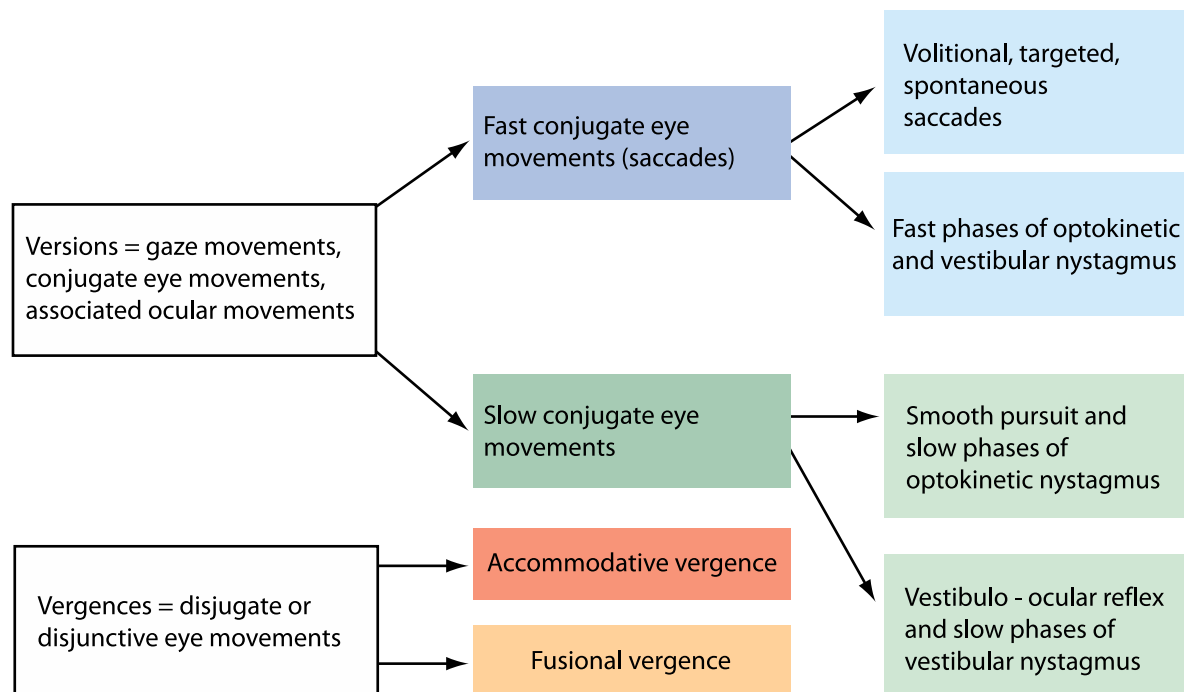 Versions = gaze movements,
conjugate eye movements,
associated ocular movements
Fast conjugate eye
movements (saccades)
Volitional, targeted,
spontaneous
saccades
Fast phases of optokinetic
and vestibular nystagmus
Slow conjugate eye
movements
Smooth pursuit and
slow phases of
optokinetic nystagmus
Vestibulo - ocular reflex
and slow phases of
vestibular nystagmus
Vergences = disjugate or
disjunctive eye movements
Accommodative vergence
Fusional vergence